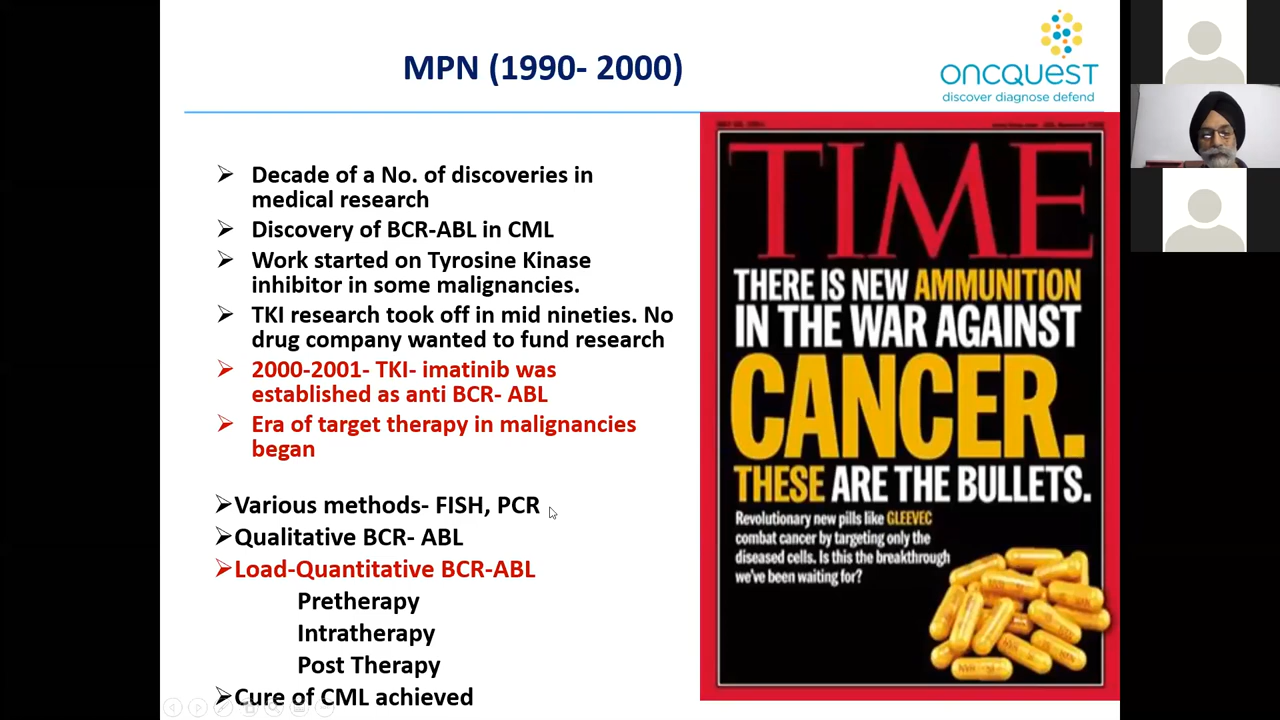 MPN (1990- 2000)
oncquest
discover diagnose defend
➢ Decade of a No. of discoveries in
medical research
➢ Discovery of BCR-ABL in CML
➢ Work started on Tyrosine Kinase
inhibitor in some malignancies.
➢ TKI research took off in mid nineties. No
drug company wanted to fund research
➢ 2000-2001- TKI- imatinib was
established as anti BCR- ABL
➢ Era of target therapy in malignancies
began
➢Various methods- FISH, PCR
➢Qualitative BCR- ABL
➢Load-Quantitative BCR-ABL
Pretherapy
Intratherapy
Post Therapy
➢Cure of CML achieved
TIME
THERE IS NEW AMMUNITION
IN THE WAR AGAINST
CANCER.
THESE ARE THE BULLETS.
Revolutionary new pills like GLEEVEC
combat cancer by targeting only the
diseased cells. Is this the breakthrough
we've been waiting for?